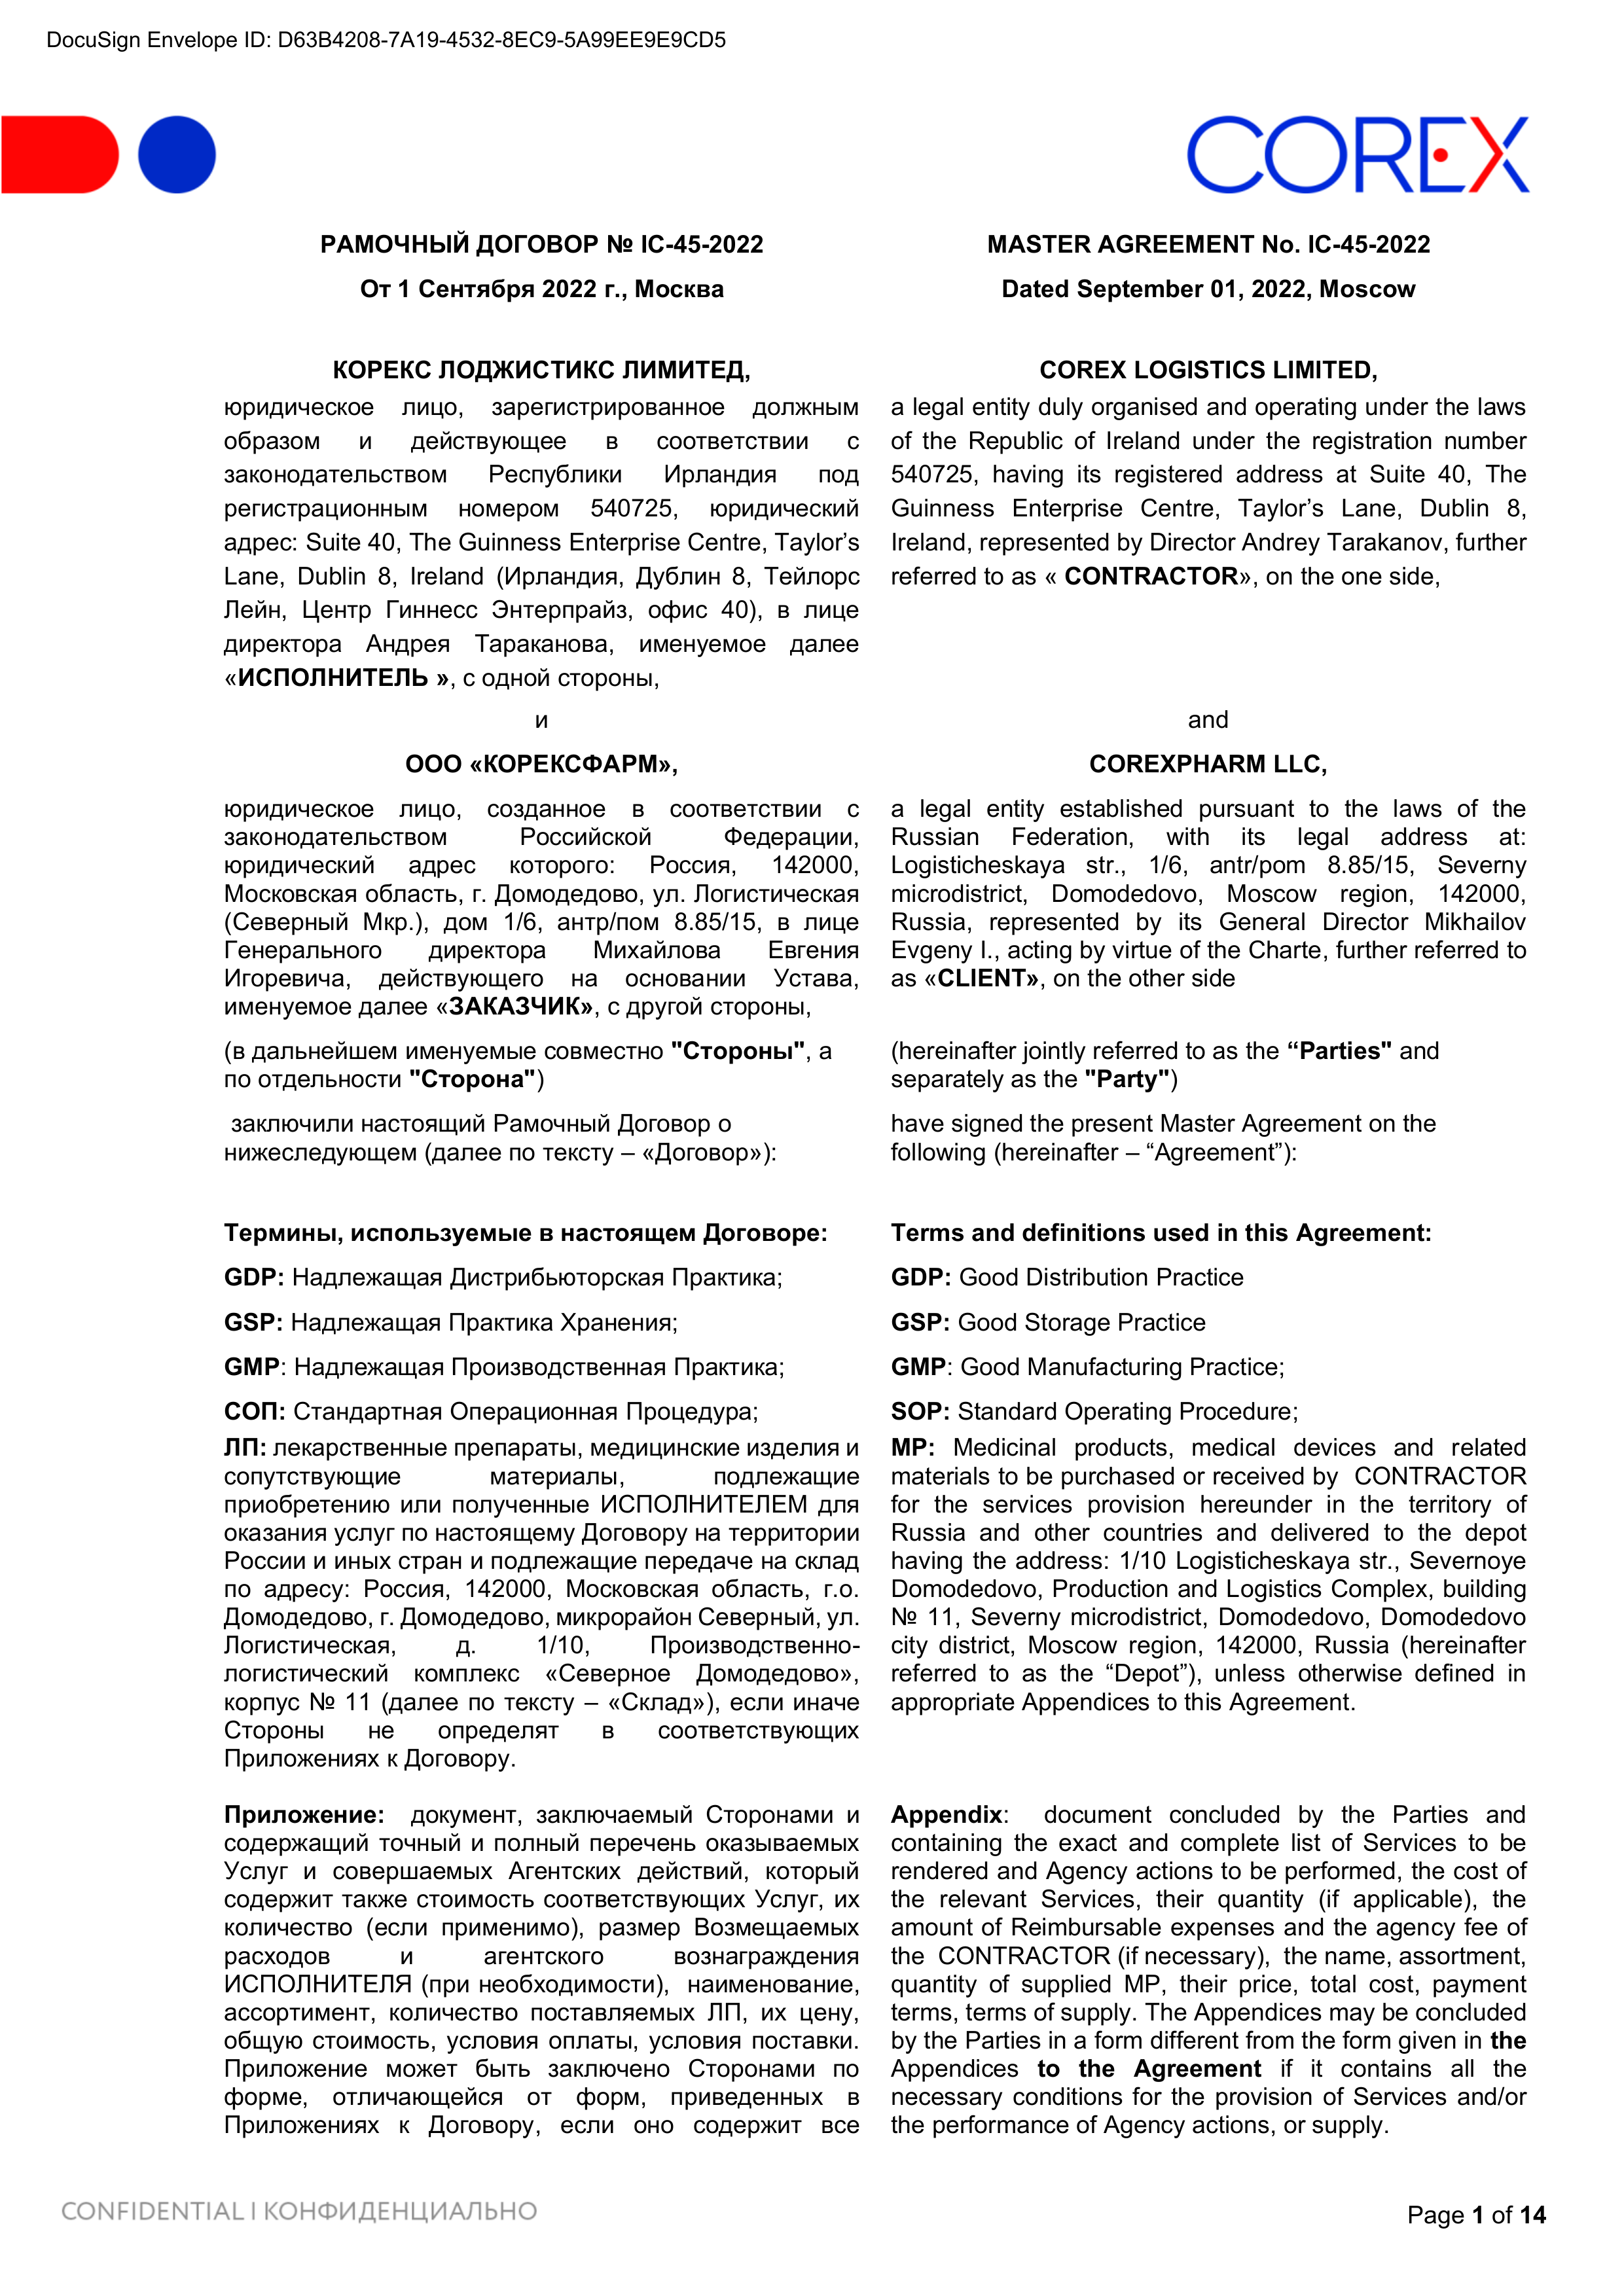 DocuSign Envelope ID: D63B4208-7A19-4532-8EC9-5A99EE9E9CD5
COREX
РАМОЧНЫЙ ДОГОВОР № IC-45-2022
От 1 Сентября 2022 г., Москва
КОРЕКС ЛОДЖИСТИКС ЛИМИТЕД,
юридическое лицо, зарегистрированное должным
образом и действующее в соответствии с
законодательством Республики Ирландия под
регистрационным номером 540725, юридический
адрес: Suite 40, The Guinness Enterprise Centre, Taylor’s
Lane, Dublin 8, Ireland (Ирландия, Дублин 8, Тейлорс
Лейн, Центр Гиннесс Энтерпрайз, офис 40), в лице
директора Андрея Тараканова, именуемое далее
«ИСПОЛНИТЕЛЬ », с одной стороны,
и
ООО «КОРЕКСФАРМ»,
юридическое лицо, созданное в соответствии с
законодательством Российской Федерации,
юридический адрес которого: Россия, 142000,
Московская область, г. Домодедово, ул. Логистическая
(Северный Мкр.), дом 1/6, антр/пом 8.85/15, в лице
Генерального директора Михайлова Евгения
Игоревича, действующего на основании Устава,
именуемое далее «ЗАКАЗЧИК», с другой стороны,
(в дальнейшем именуемые совместно "Стороны", а
по отдельности "Сторона")
заключили настоящий Рамочный Договор о
нижеследующем (далее по тексту – «Договор»):
Термины, используемые в настоящем Договоре:
GDP: Надлежащая Дистрибьюторская Практика;
GSP: Надлежащая Практика Хранения;
GMP: Надлежащая Производственная Практика;
СОП: Стандартная Операционная Процедура;
ЛП: лекарственные препараты, медицинские изделия и
сопутствующие материалы, подлежащие
приобретению или полученные ИСПОЛНИТЕЛЕМ для
оказания услуг по настоящему Договору на территории
России и иных стран и подлежащие передаче на склад
по адресу: Россия, 142000, Московская область, г.о.
Домодедово, г. Домодедово, микрорайон Северный, ул.
Логистическая, д. 1/10, Производственно-
логистический комплекс «Северное Домодедово»,
корпус № 11 (далее по тексту – «Склад»), если иначе
Стороны не определят в соответствующих
Приложениях к Договору.
Приложение: документ, заключаемый Сторонами и
содержащий точный и полный перечень оказываемых
Услуг и совершаемых Агентских действий, который
содержит также стоимость соответствующих Услуг, их
количество (если применимо), размер Возмещаемых
расходов и агентского вознаграждения
ИСПОЛНИТЕЛЯ (при необходимости), наименование,
ассортимент, количество поставляемых ЛП, их цену,
общую стоимость, условия оплаты, условия поставки.
Приложение может быть заключено Сторонами по
форме, отличающейся от форм, приведенных в
Приложениях к Договору, если оно содержит все
MASTER AGREEMENT No. IC-45-2022
Dated September 01, 2022, Moscow
COREX LOGISTICS LIMITED,
a legal entity duly organised and operating under the laws
of the Republic of Ireland under the registration number
540725, having its registered address at Suite 40, The
Guinness Enterprise Centre, Taylor’s Lane, Dublin 8,
Ireland, represented by Director Andrey Tarakanov, further
referred to as « CONTRACTOR», on the one side,
and
COREXPHARM LLC,
a legal entity established pursuant to the laws of the
Russian Federation, with its legal address at:
Logisticheskaya str., 1/6, antr/pom 8.85/15, Severny
microdistrict, Domodedovo, Moscow region, 142000,
Russia, represented by its General Director Mikhailov
Evgeny I., acting by virtue of the Charte, further referred to
as «CLIENT», on the other side
(hereinafter jointly referred to as the “Parties" and
separately as the "Party")
have signed the present Master Agreement on the
following (hereinafter – “Agreement”):
Terms and definitions used in this Agreement:
GDP: Good Distribution Practice
GSP: Good Storage Practice
GMP: Good Manufacturing Practice;
SOP: Standard Operating Procedure;
MP: Medicinal products, medical devices and related
materials to be purchased or received by CONTRACTOR
for the services provision hereunder in the territory of
Russia and other countries and delivered to the depot
having the address: 1/10 Logisticheskaya str., Severnoye
Domodedovo, Production and Logistics Complex, building
№ 11, Severny microdistrict, Domodedovo, Domodedovo
city district, Moscow region, 142000, Russia (hereinafter
referred to as the “Depot”), unless otherwise defined in
appropriate Appendices to this Agreement.
Appendix: document concluded by the Parties and
containing the exact and complete list of Services to be
rendered and Agency actions to be performed, the cost of
the relevant Services, their quantity (if applicable), the
amount of Reimbursable expenses and the agency fee of
the CONTRACTOR (if necessary), the name, assortment,
quantity of supplied MP, their price, total cost, payment
terms, terms of supply. The Appendices may be concluded
by the Parties in a form different from the form given in the
Appendices to the Agreement if it contains all the
necessary conditions for the provision of Services and/or
the performance of Agency actions, or supply.
CONFIDENTIAL I КОНФИДЕНЦИАЛЬНО
Page 1 of 14